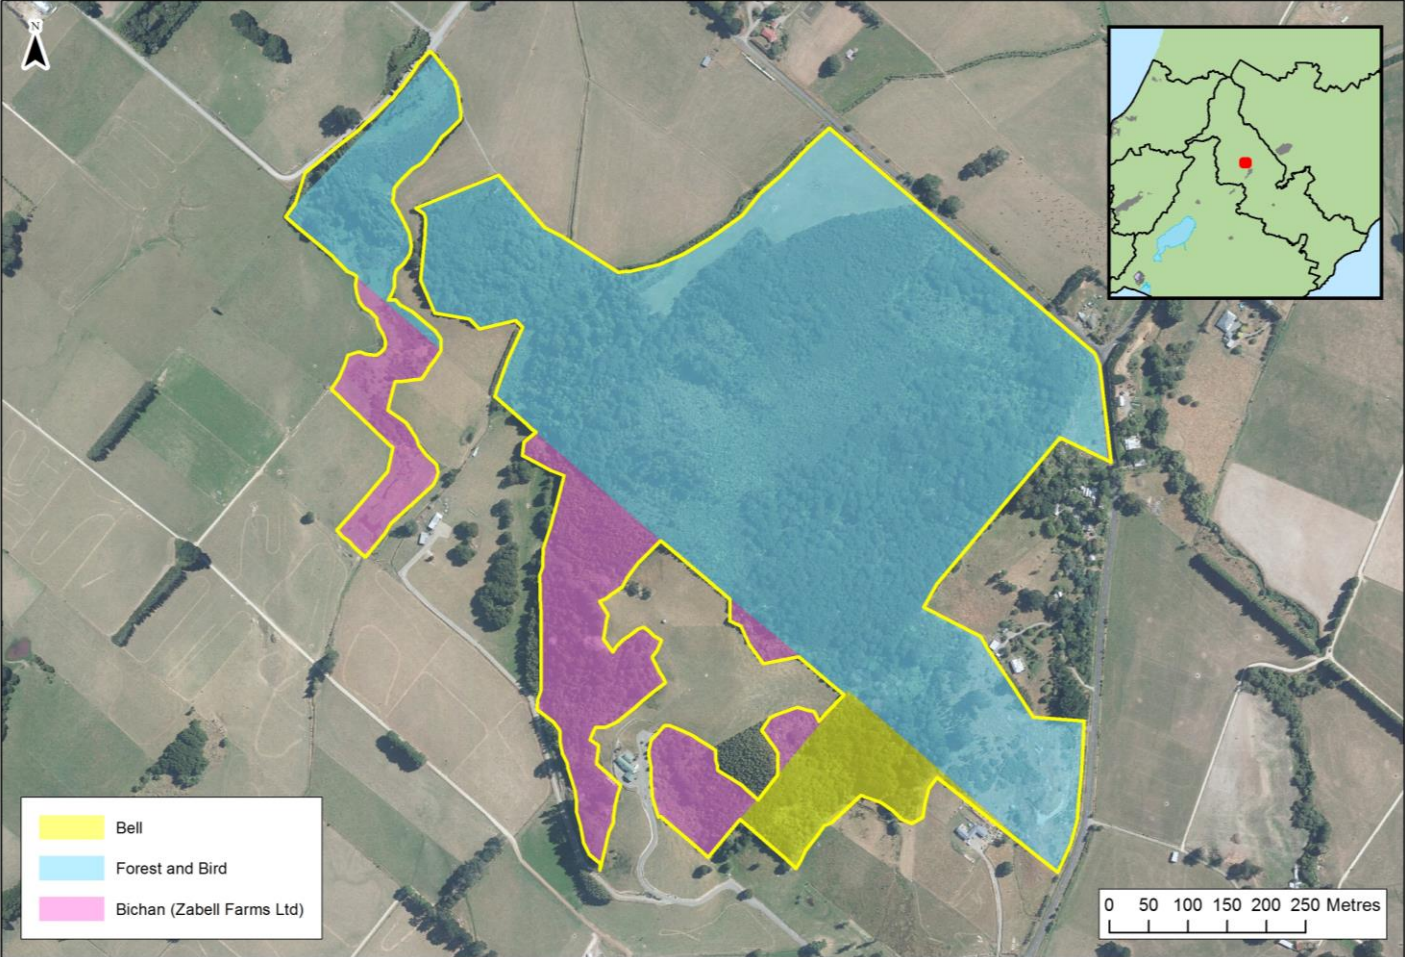 N
Bell
Forest and Bird
Bichan (Zabell Farms Ltd)
0 50 100 150 200 250 Metres